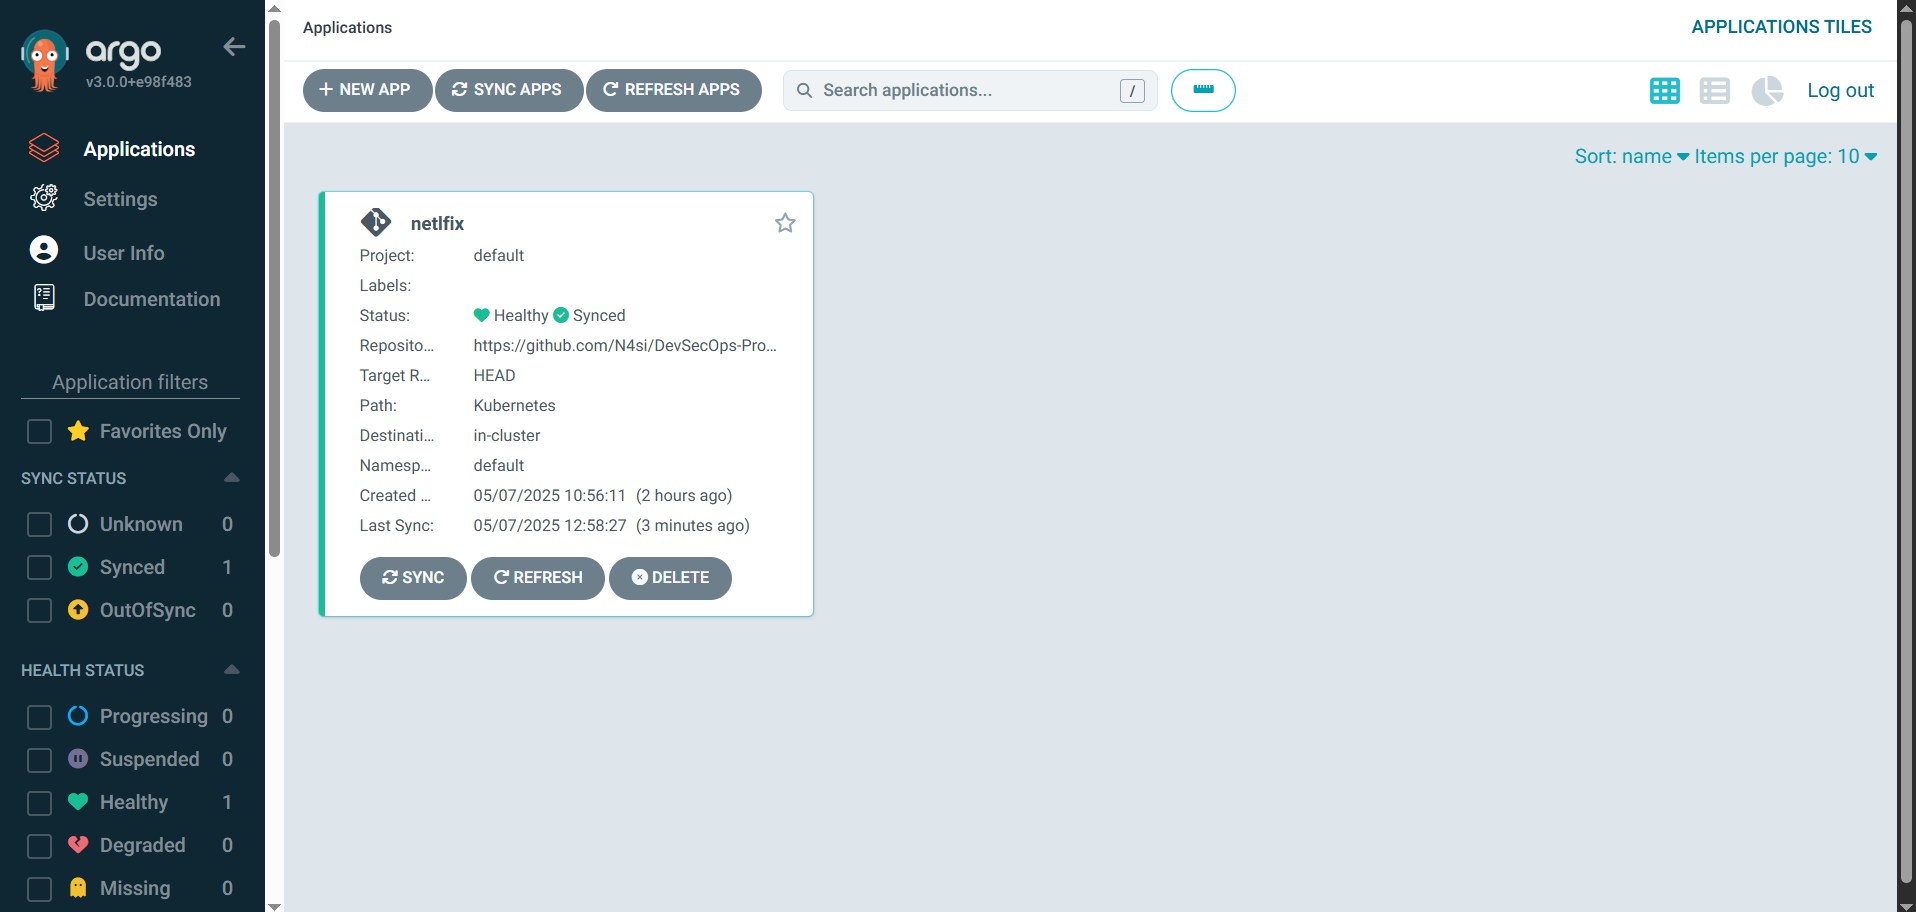 argo
v3.0.0+e98f483
Applications
Settings
User Info
Documentation
Application filters
Favorites Only
SYNC STATUS
Unknown 0
Synced 1
OutOfSync 0
HEALTH STATUS
Progressing 0
Suspended 0
Healthy 1
Degraded 0
Missing 0
Applications
APPLICATIONS TILES
+ NEW APP SYNC APPS REFRESH APPS Search applications... / Log out
Sort: name Items per page: 10
netlfix
Project: default
Labels:
Status: Healthy Synced
Reposito... https://github.com/N4si/DevSecOps-Pro...
Target R... HEAD
Path: Kubernetes
Destinati... in-cluster
Namesp... default
Created ... 05/07/2025 10:56:11 (2 hours ago)
Last Sync: 05/07/2025 12:58:27 (3 minutes ago)
SYNC REFRESH DELETE